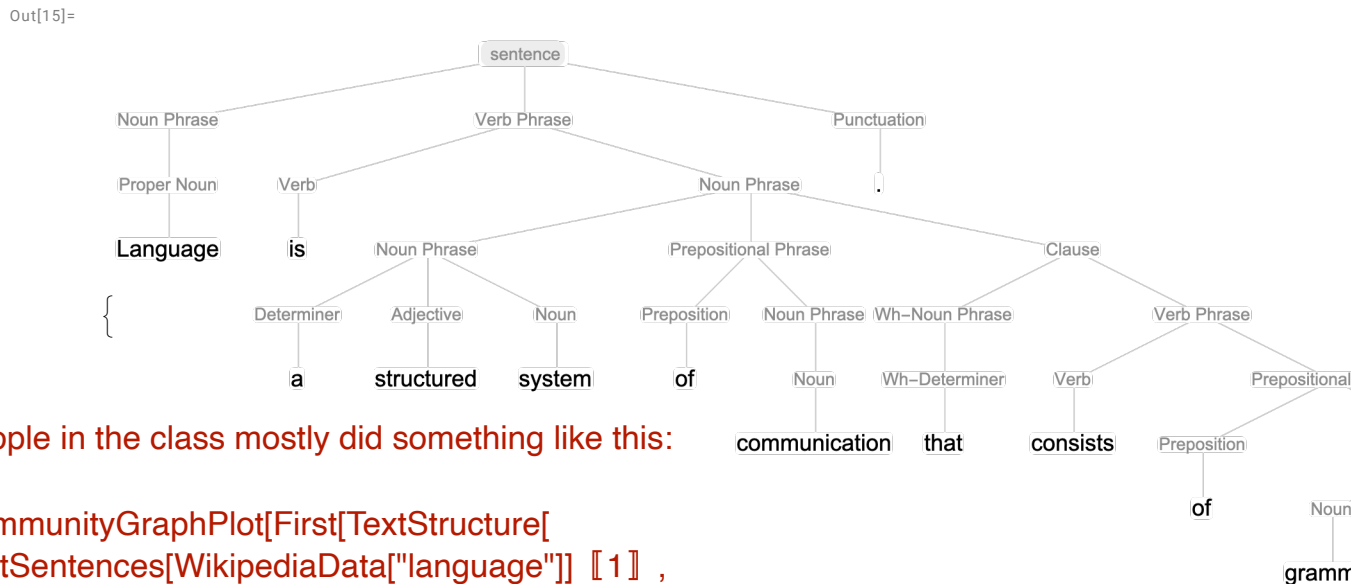 Out[15]=
sentence
Noun Phrase Verb Phrase Punctuation
Proper Noun Verb Noun Phrase .
Language is Noun Phrase Prepositional Phrase Clause
{ Determiner Adjective Noun Preposition Noun Phrase Wh-Noun Phrase Verb Phrase
a structured system of Noun Wh-Determiner Verb Prepositional
communication that consists Preposition
of Noun
gramm
ople in the class mostly did something like this:
mmunityGraphPlot[First[TextStructure[
tSentences[WikipediaData["language"]]⟦1⟧,